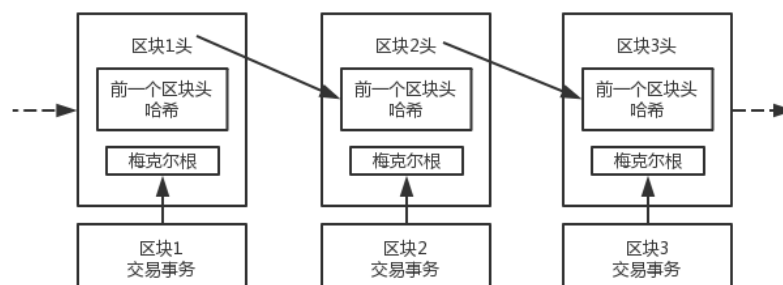 区块1头
前一个区块头
哈希
梅克尔根
区块1
交易事务
区块2头
前一个区块头
哈希
梅克尔根
区块2
交易事务
区块3头
前一个区块头
哈希
梅克尔根
区块3
交易事务